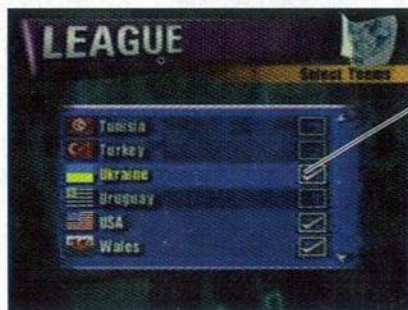 LEAGUE
Select Teams
Tunisia
Turkey
Ukraine
Uruguay
USA
Wales